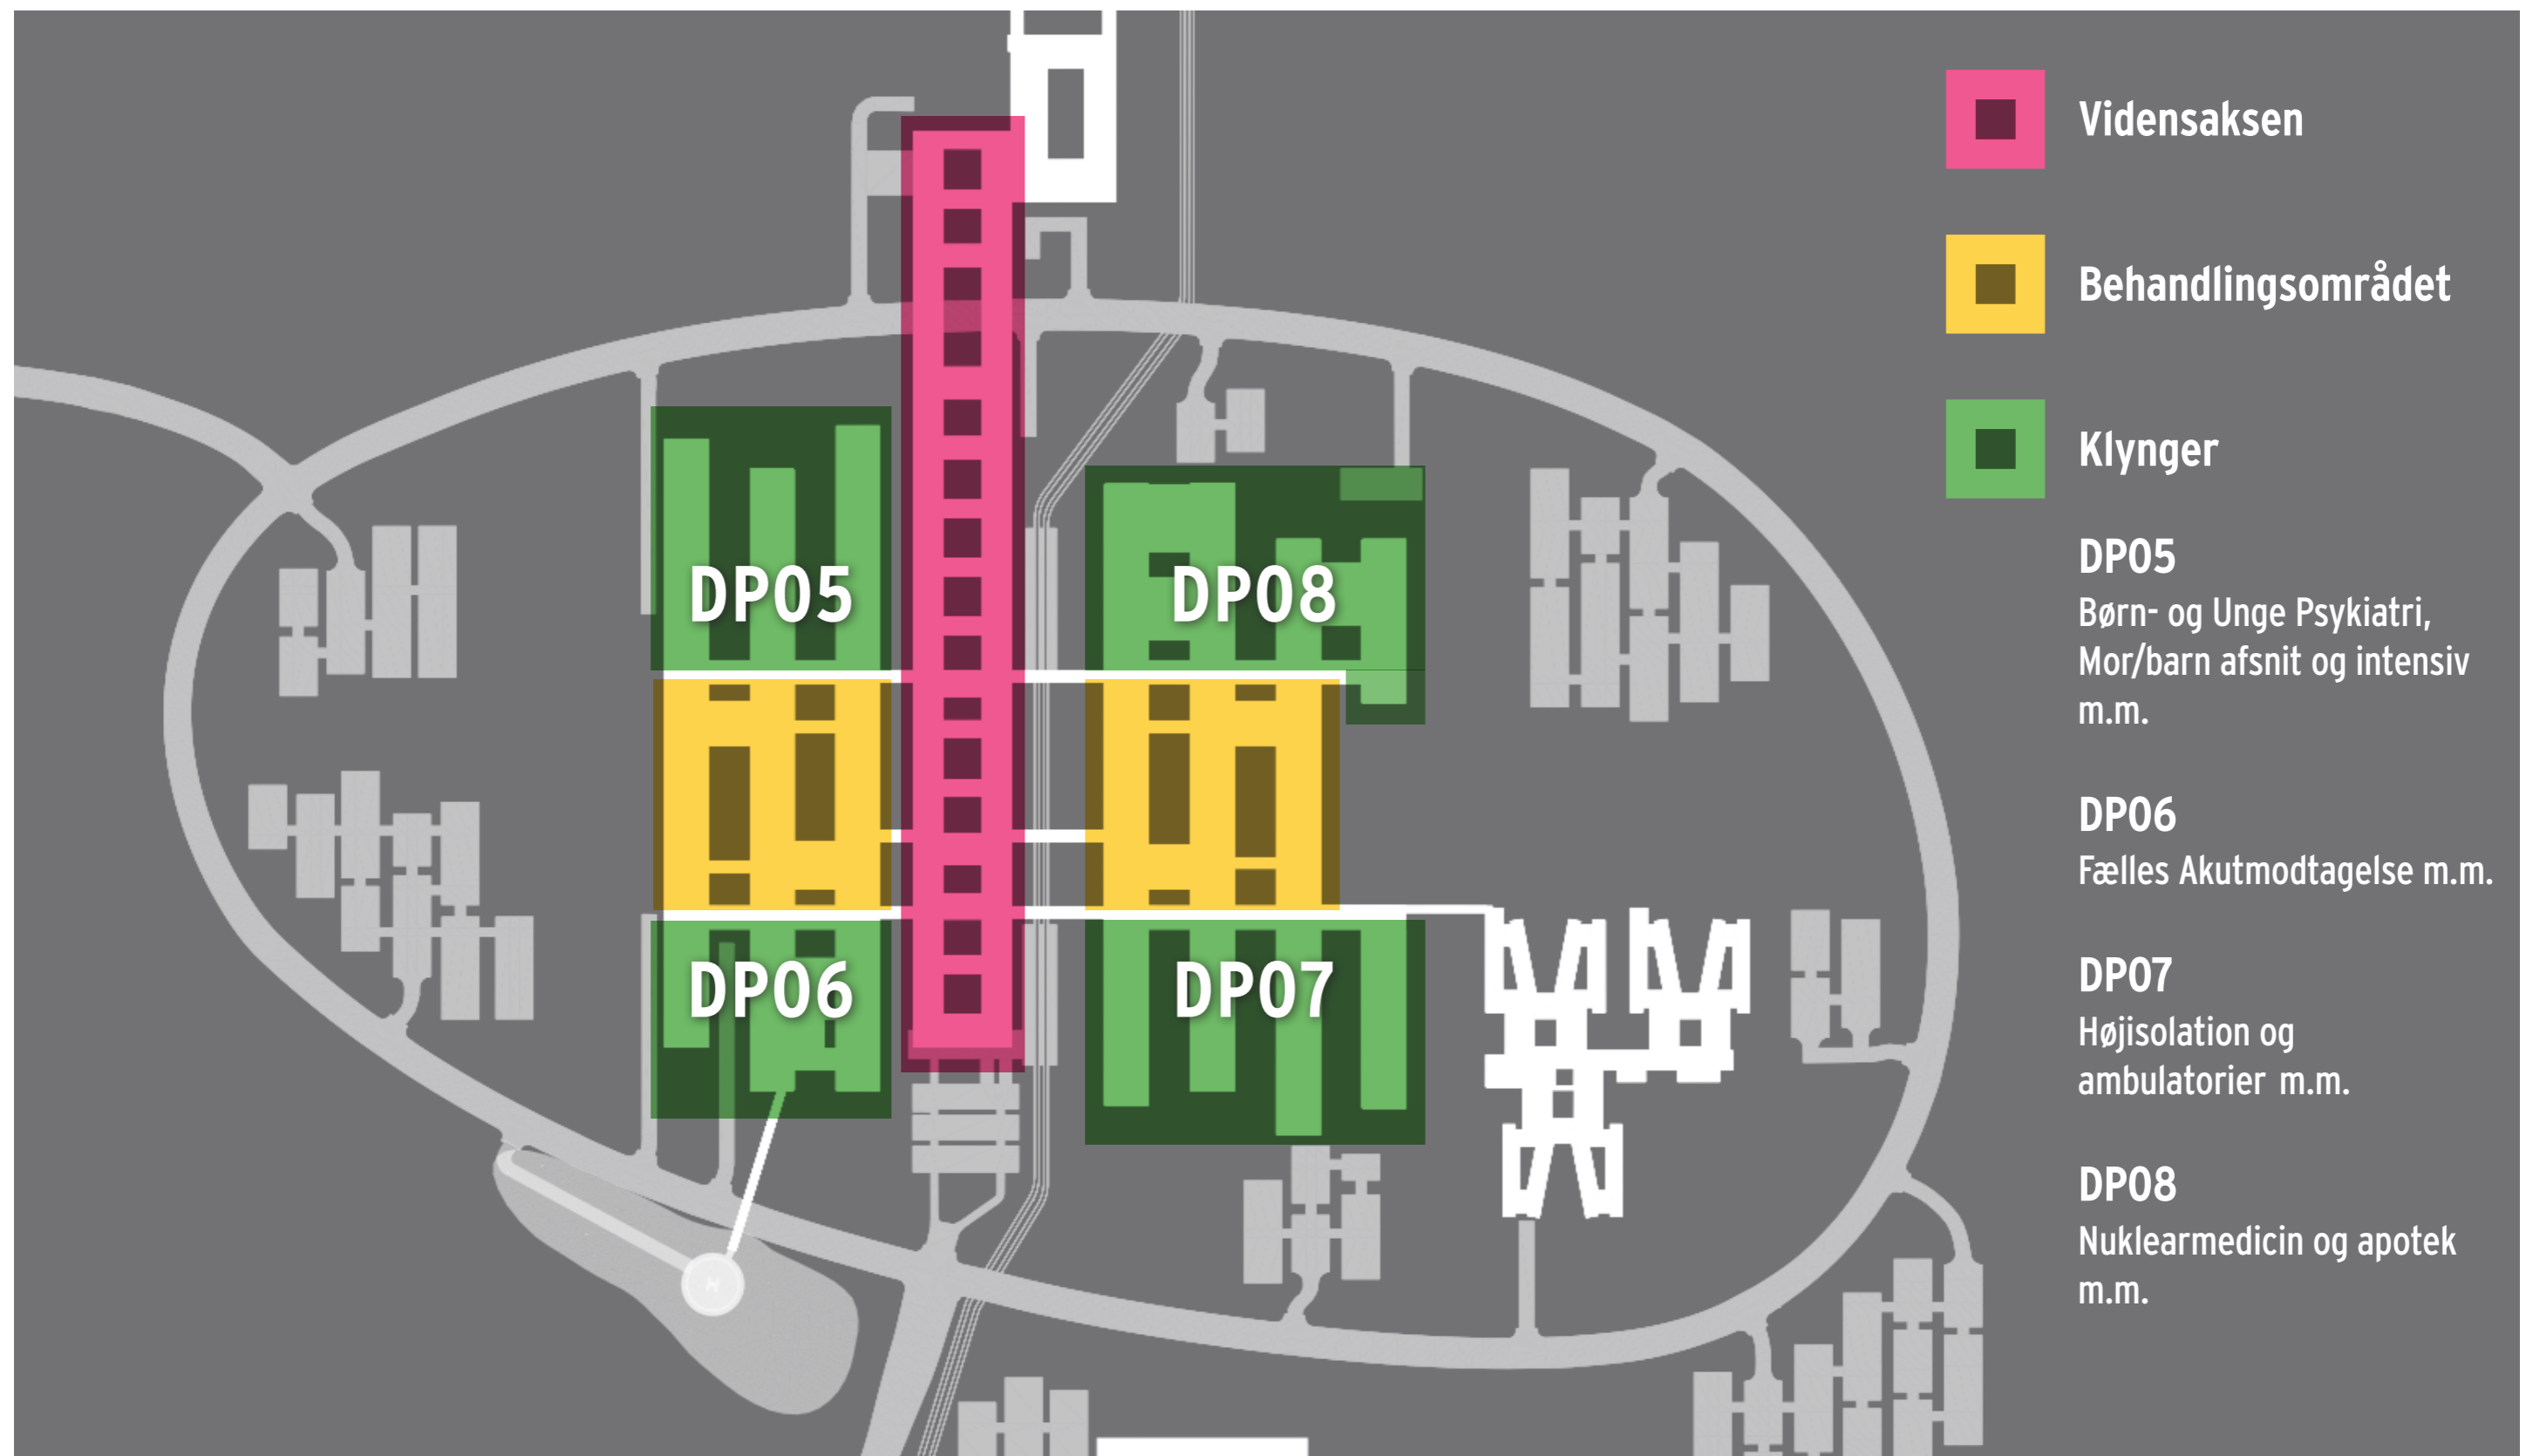 Vidensaksen
Behandlingsområdet
Klynger
DP05
Børn- og Unge Psykiatri,
Mor/barn afsnit og intensiv
m.m.
DP06
Fælles Akutmodtagelse m.m.
DP07
Højisolation og
ambulatorier m.m.
DP08
Nuklearmedicin og apotek
m.m.
DP05
DP08
DP06
DP07
H